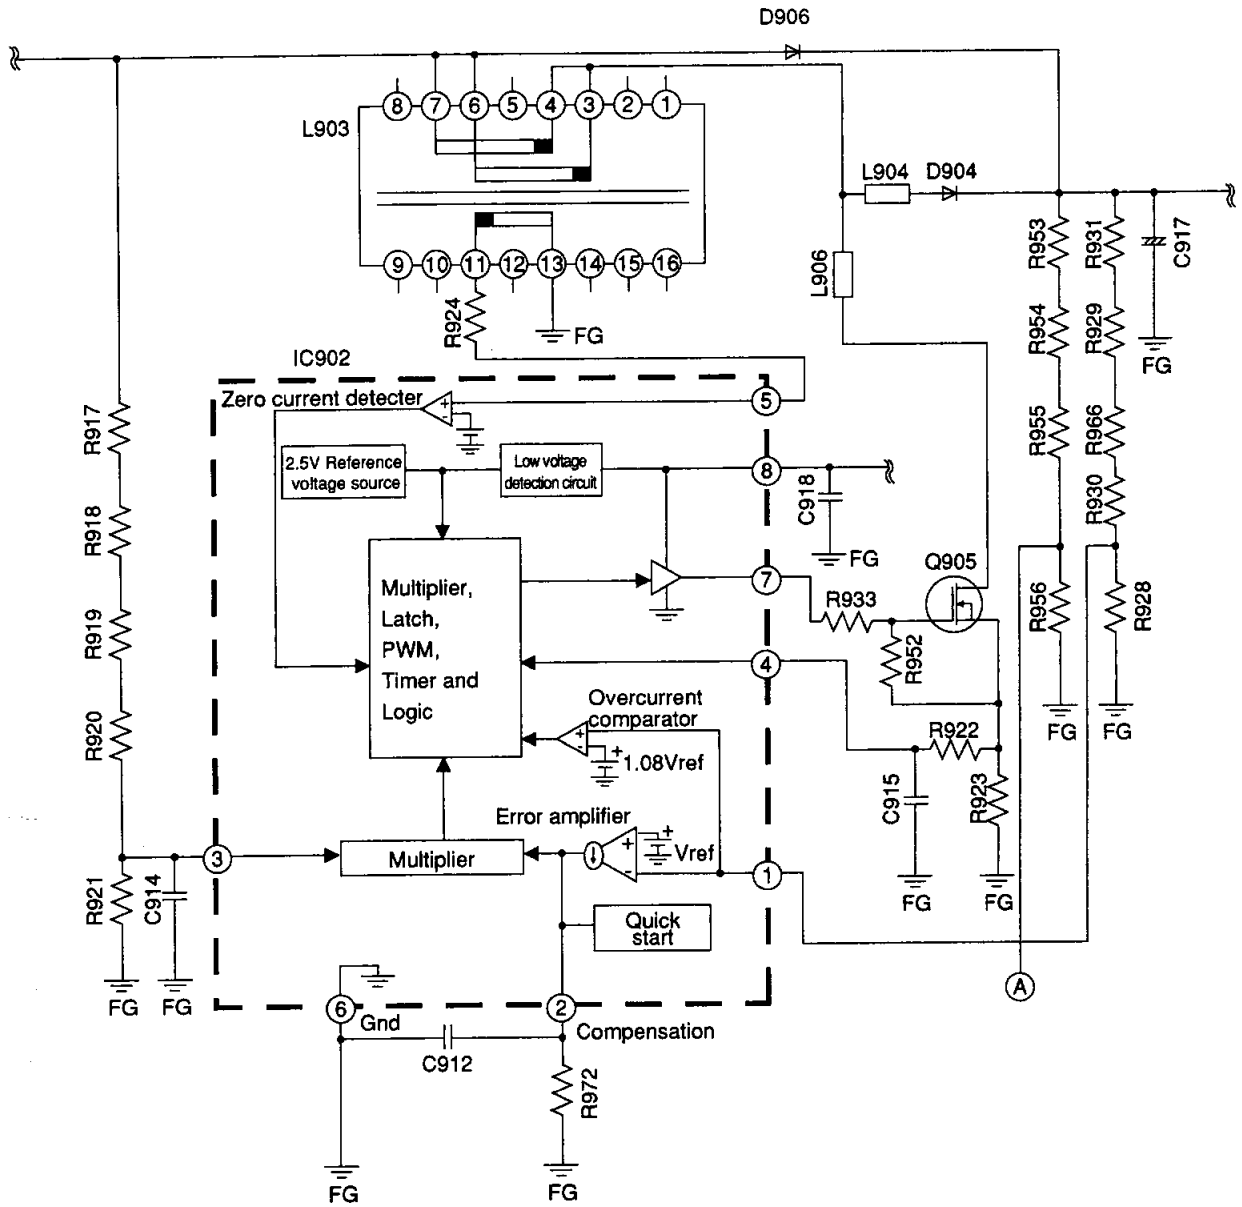 D906
8 7 6 5 4 3 2 1
L903
L904 D904
R953
R931
C917
L906
9 10 11 12 13 14 15 16
R924
FG
R954
R929
FG
IC902
Zero current detecter
+
-
5
R917
R955
R966
2.5V Reference
voltage source
Low voltage
detection circuit
8
C918
R930
R918
FG
Q905
Multiplier,
Latch,
PWM,
Timer and
Logic
7
R933
R956
R928
R919
R952
4
Overcurrent
comparator
+
-
+
1.08Vref
R920
R922
FG
FG
C915
R923
Error amplifier
+
-
+
Vref
3
Multiplier
1
R921
C914
FG
FG
Quick
start
A
FG
FG
6
Gnd
2
Compensation
C912
R972
FG
FG